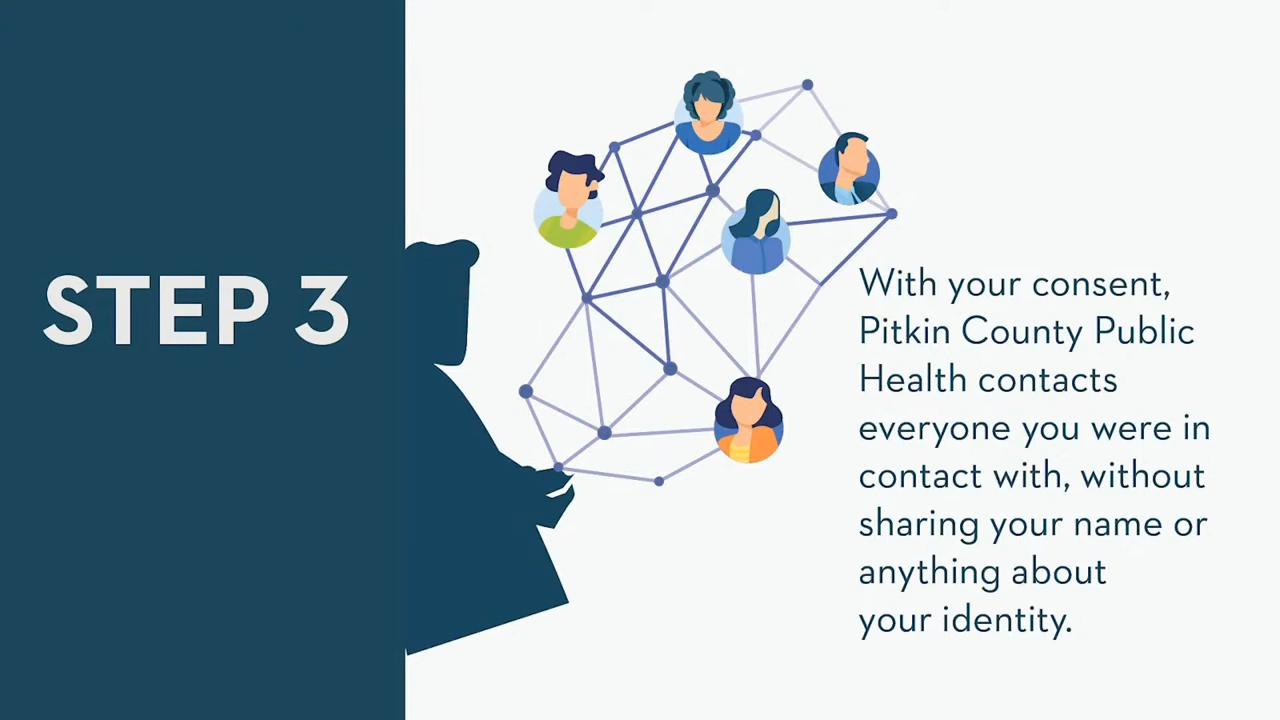 STEP 3
With your consent,
Pitkin County Public
Health contacts
everyone you were in
contact with, without
sharing your name or
anything about
your identity.